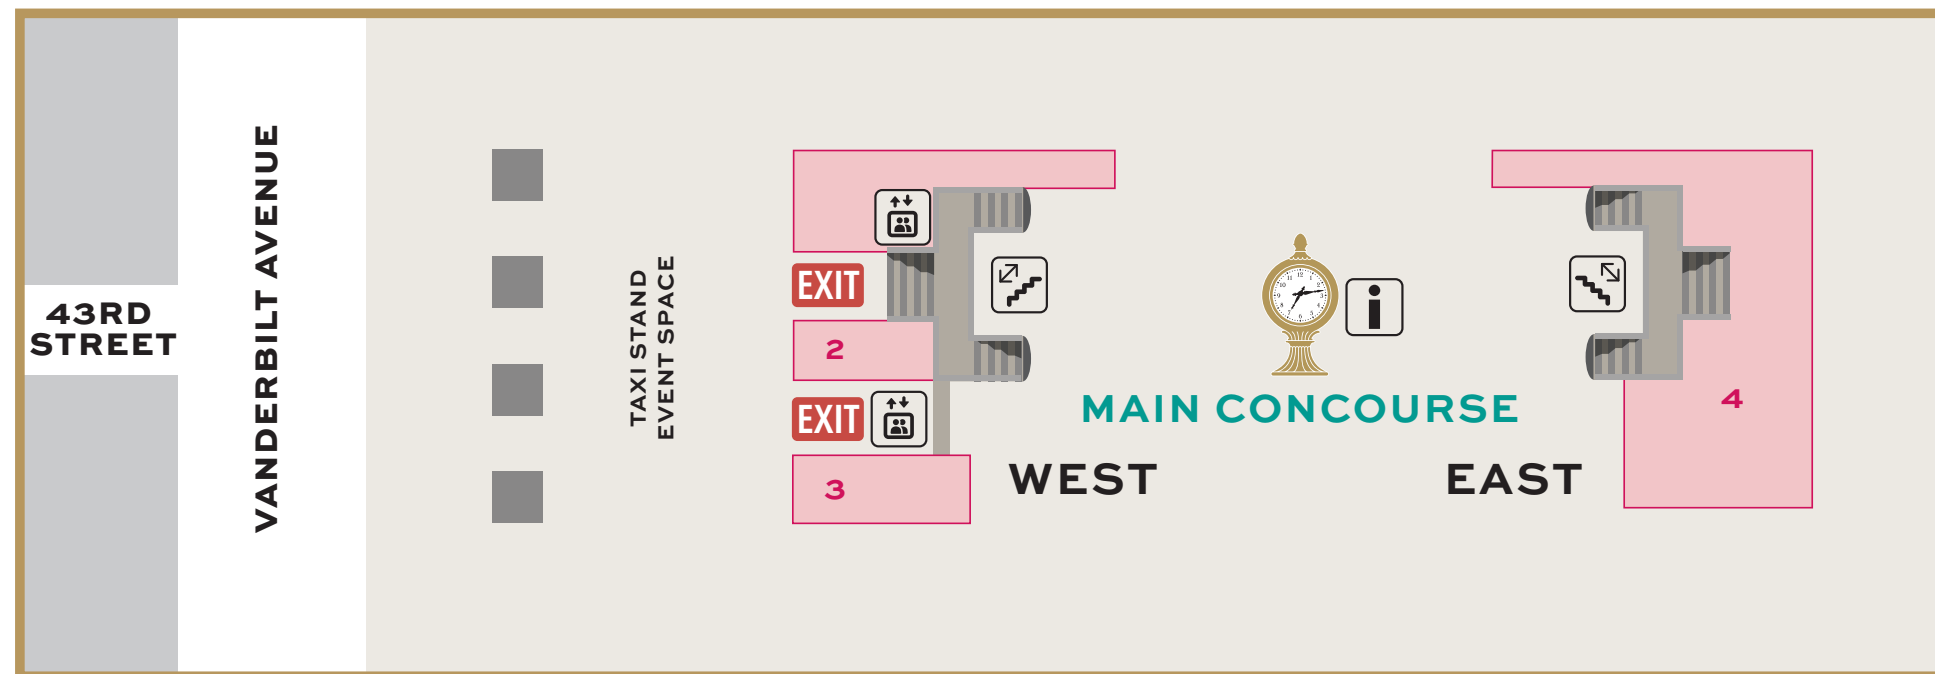 43RD
STREET
VANDERBILT AVENUE
TAXI STAND
EVENT SPACE
EXIT
2
EXIT
3
MAIN CONCOURSE
WEST
EAST
4